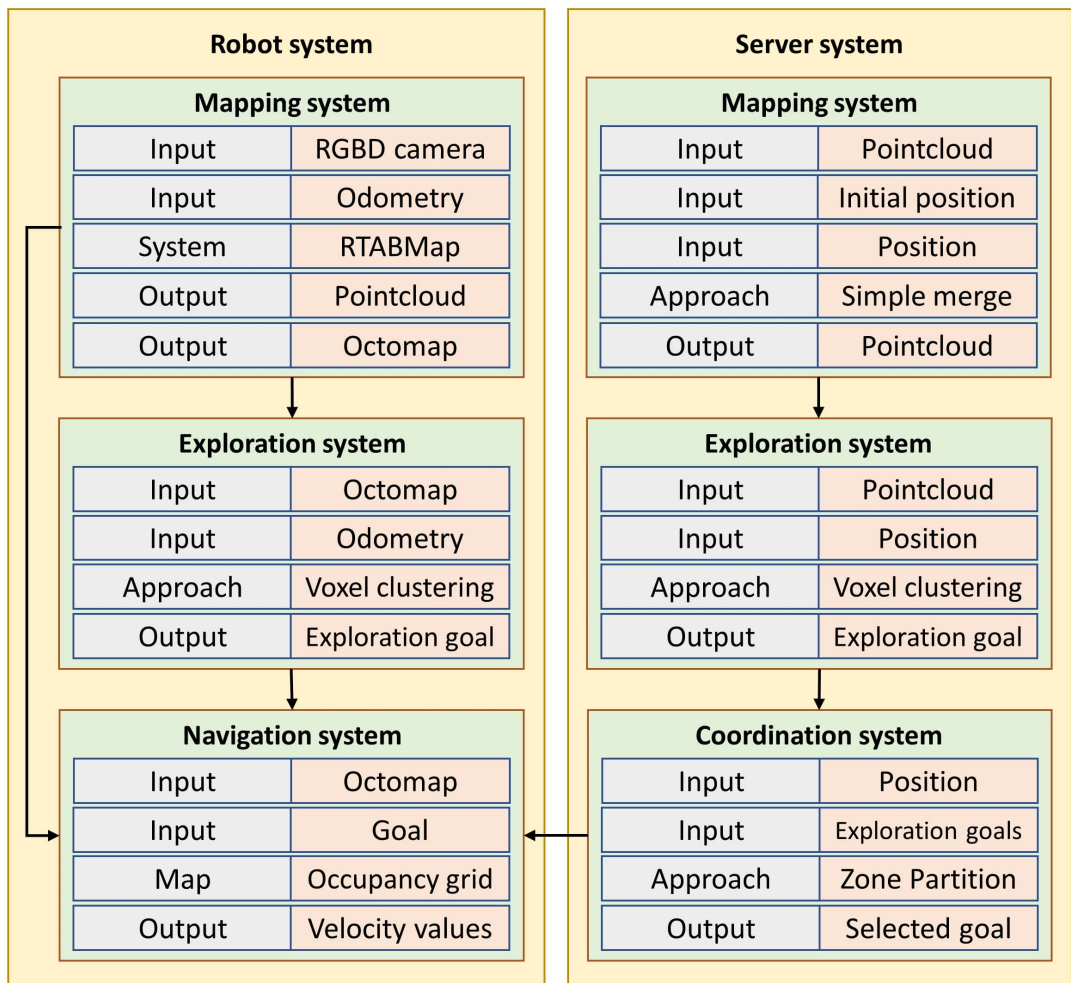 Robot system
Mapping system
Input RGBD camera
Input Odometry
System RTABMap
Output Pointcloud
Output Octomap
Exploration system
Input Octomap
Input Odometry
Approach Voxel clustering
Output Exploration goal
Navigation system
Input Octomap
Input Goal
Map Occupancy grid
Output Velocity values
Server system
Mapping system
Input Pointcloud
Input Initial position
Input Position
Approach Simple merge
Output Pointcloud
Exploration system
Input Pointcloud
Input Position
Approach Voxel clustering
Output Exploration goal
Coordination system
Input Position
Input Exploration goals
Approach Zone Partition
Output Selected goal